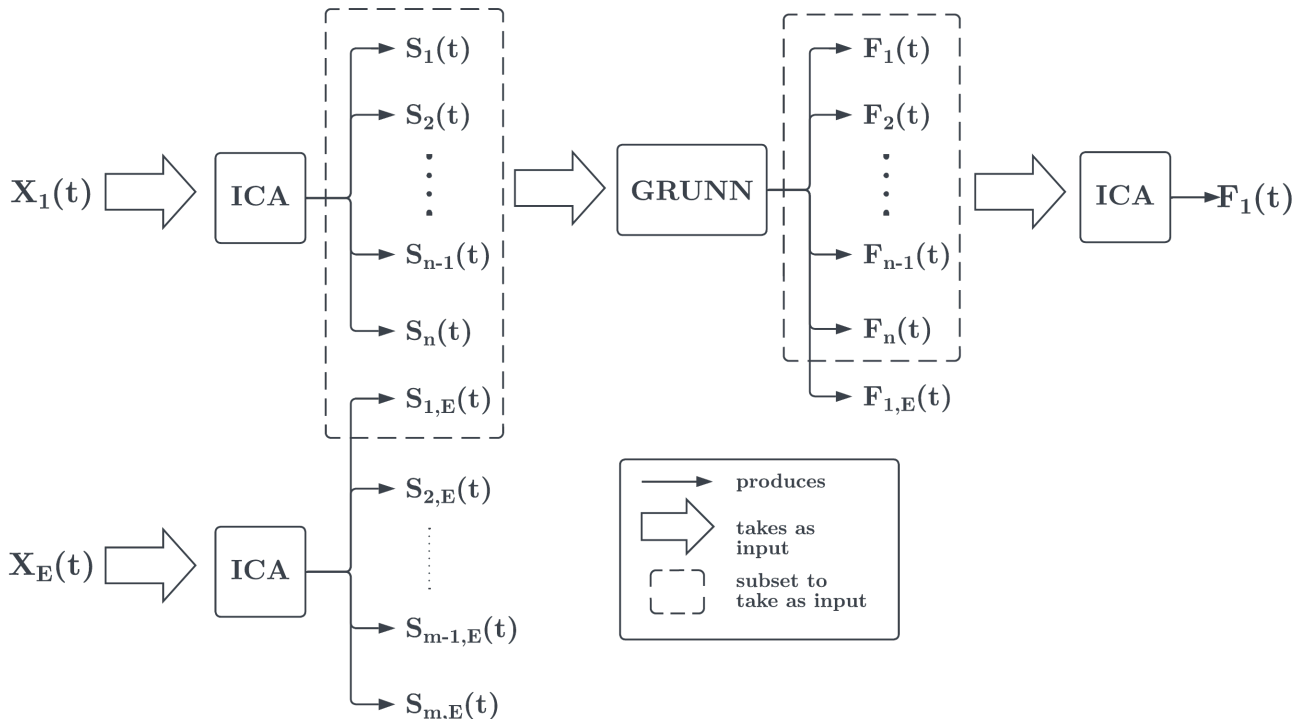 X₁(t)
ICA
S₁(t)
S₂(t)
Sₙ₋₁(t)
Sₙ(t)
S₁,E(t)
GRUNN
F₁(t)
F₂(t)
Fₙ₋₁(t)
Fₙ(t)
F₁,E(t)
ICA
F₁(t)
X_E(t)
ICA
S₂,E(t)
Sₘ₋₁,E(t)
Sₘ,E(t)
produces
takes as
input
subset to
take as input